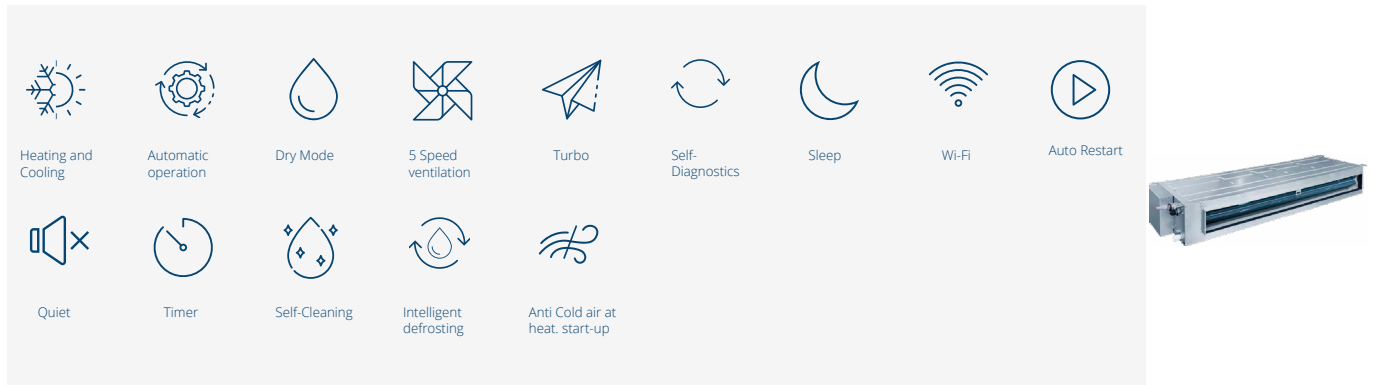 Heating and
Cooling
Automatic
operation
Dry Mode
5 Speed
ventilation
Turbo
Self-
Diagnostics
Sleep
Wi-Fi
Auto Restart
Quiet
Timer
Self-Cleaning
Intelligent
defrosting
Anti Cold air at
heat. start-up